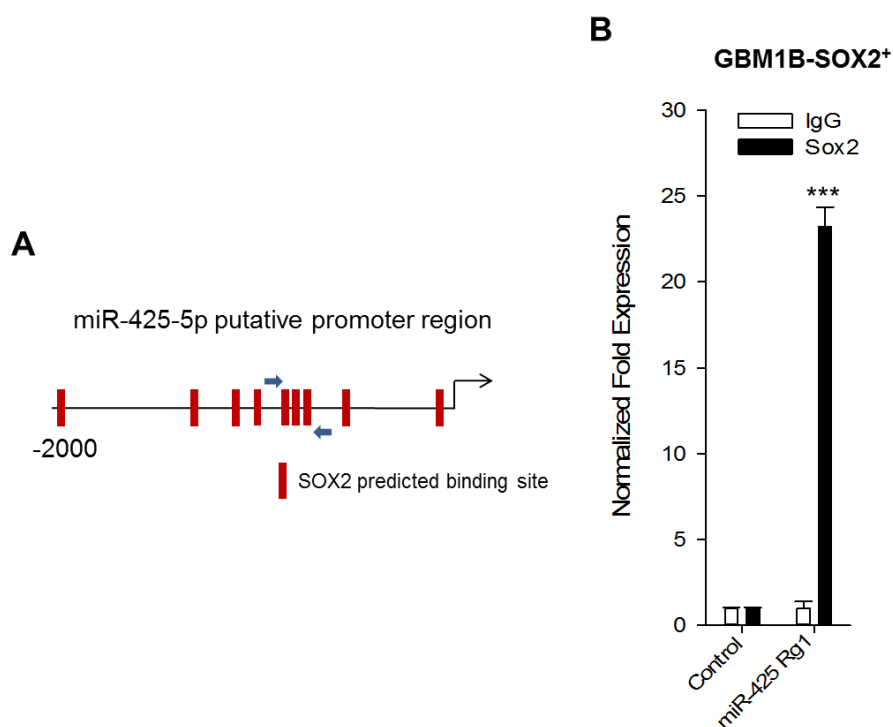 A
miR-425-5p putative promoter region
-2000
SOX2 predicted binding site
B
GBM1B-SOX2⁺
IgG
Sox2
***
Normalized Fold Expression
30
25
20
15
10
5
0
Control
miR-425 Rg1